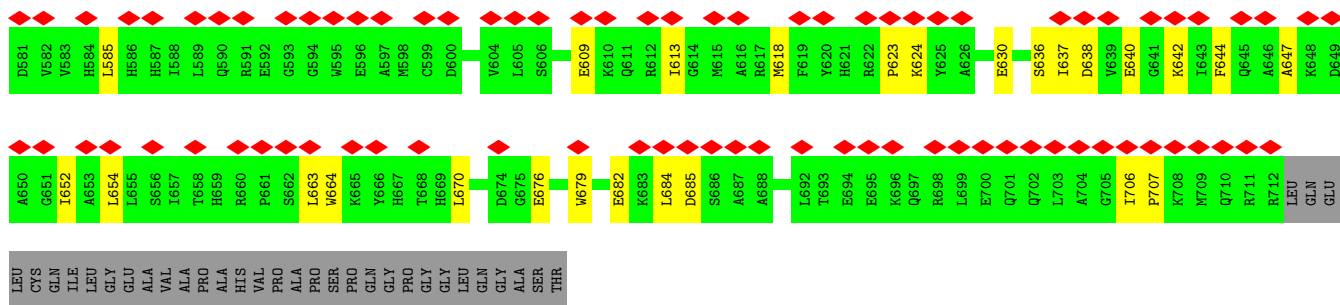 D581 V582 V583 H584 L585 H586 H587 I588 L589 Q590 R591 E592 G593 G594 W595 E596 A597 M598 C599 D600 V604 L605 S606 E609 K610 Q611 R612 I613 G614 M615 A616 R617 M618 F619 Y620 H621 R622 P623 K624 Y625 A626 E630 S636 I637 D638 V639 E640 G641 K642 I643 F644 Q645 A646 A647 K648 D649
A650 G651 I652 A653 L654 L655 S656 I657 T658 H659 R660 P661 S662 L663 W664 K665 Y666 H667 T668 H669 L670 D674 G675 E676 W679 E682 K683 L684 D685 S686 A687 A688 L692 T693 E694 E695 K696 Q697 R698 L699 E700 Q701 Q702 L703 A704 G705 I706 P707 K708 M709 Q710 R711 R712 LEU GLN GLU
LEU CYS GLN ILE LEU GLY GLU ALA VAL ALA PRO ALA HIS VAL PRO ALA PRO SER PRO GLN GLY PRO GLY GLY LEU GLN GLY ALA SER THR